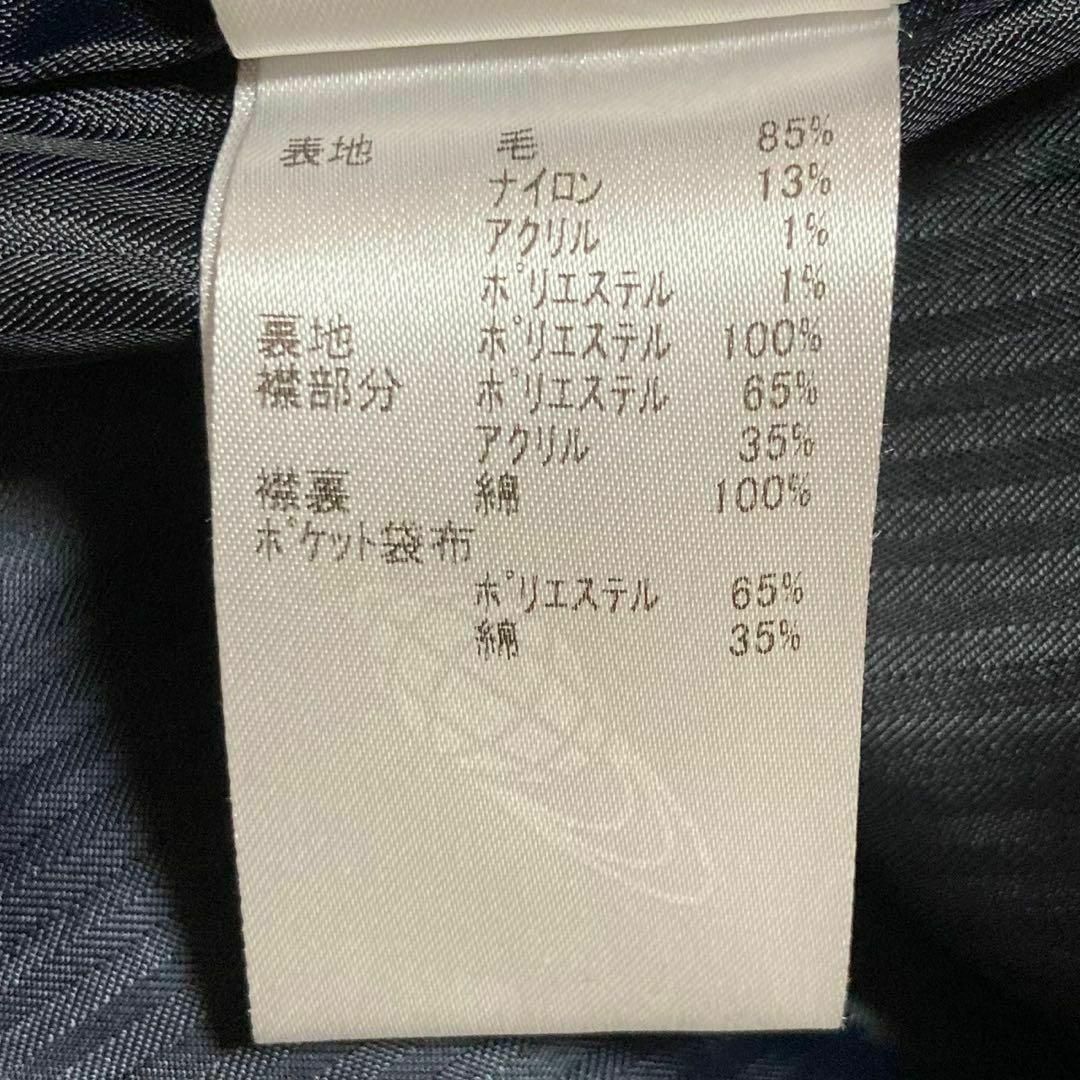 表地 毛 85%
ナイロン 13%
アクリル 1%
ポリエステル 1%
裏地 ポリエステル 100%
襟部分 ポリエステル 65%
アクリル 35%
襟裏 綿 100%
ポケット袋布
ポリエステル 65%
綿 35%